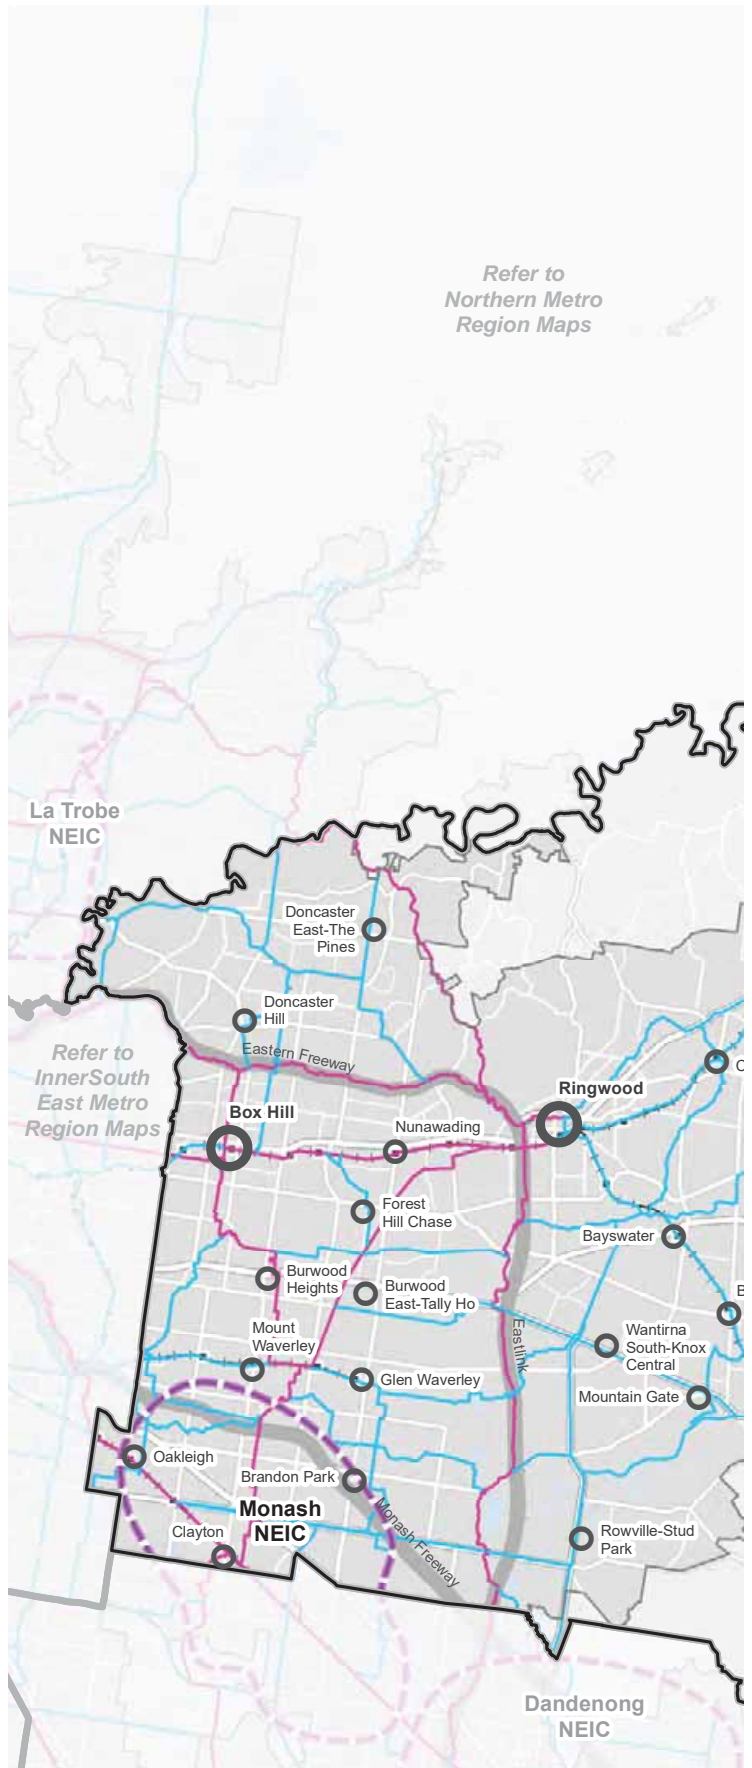 Refer to
Northern Metro
Region Maps
La Trobe
NEIC
Doncaster
East-The
Pines
Doncaster
Hill
Refer to
InnerSouth
East Metro
Region Maps
Eastern Freeway
Ringwood
Box Hill
Nunawading
Forest
Hill Chase
Bayswater
Burwood
Heights
Burwood
East-Tally Ho
Eastlink
Mount
Waverley
Wantirna
South-Knox
Central
Glen Waverley
Mountain Gate
Oakleigh
Brandon Park
Monash
NEIC
Clayton
Monash Freeway
Rowville-Stud
Park
Dandenong
NEIC